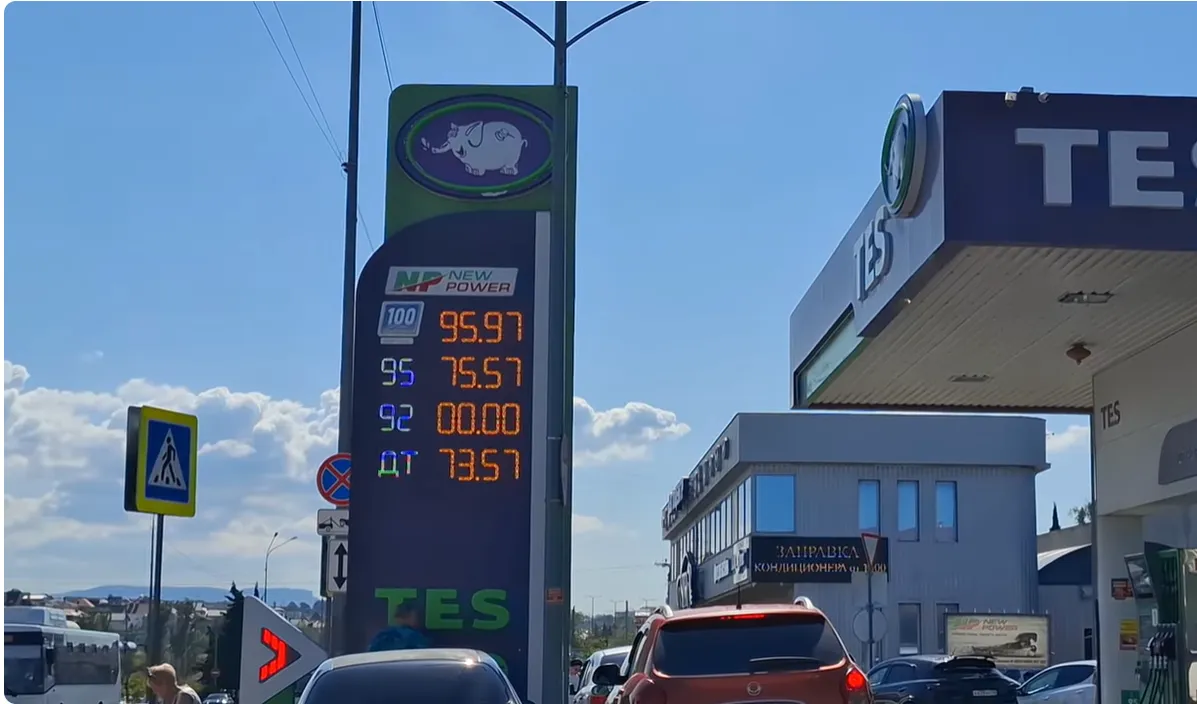 NP NEW
POWER
100 95.97
95 75.57
92 00.00
ДТ 73.57
TES
TES
TES
TES
ЗАПРАВКА
КОНДИЦИОНЕРА
NEW
POWER